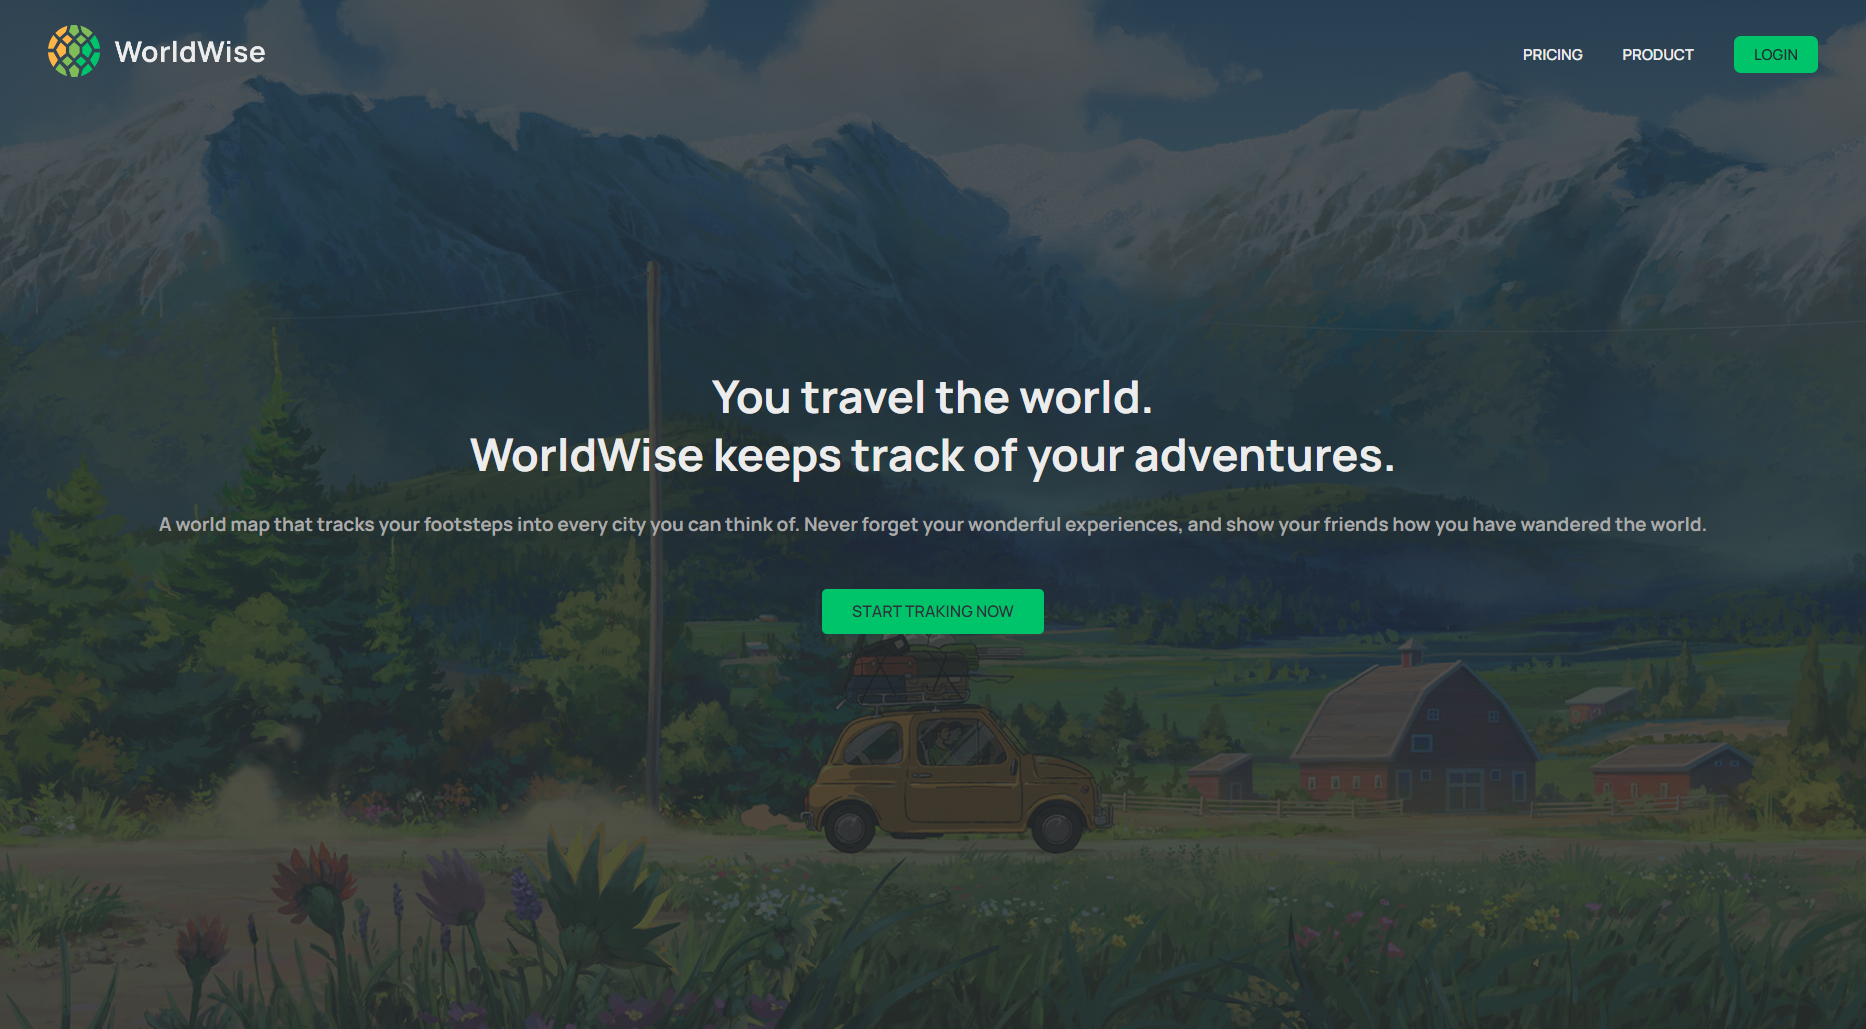 WorldWise
PRICING
PRODUCT
LOGIN
You travel the world.
WorldWise keeps track of your adventures.
A world map that tracks your footsteps into every city you can think of. Never forget your wonderful experiences, and show your friends how you have wandered the world.
START TRAKING NOW